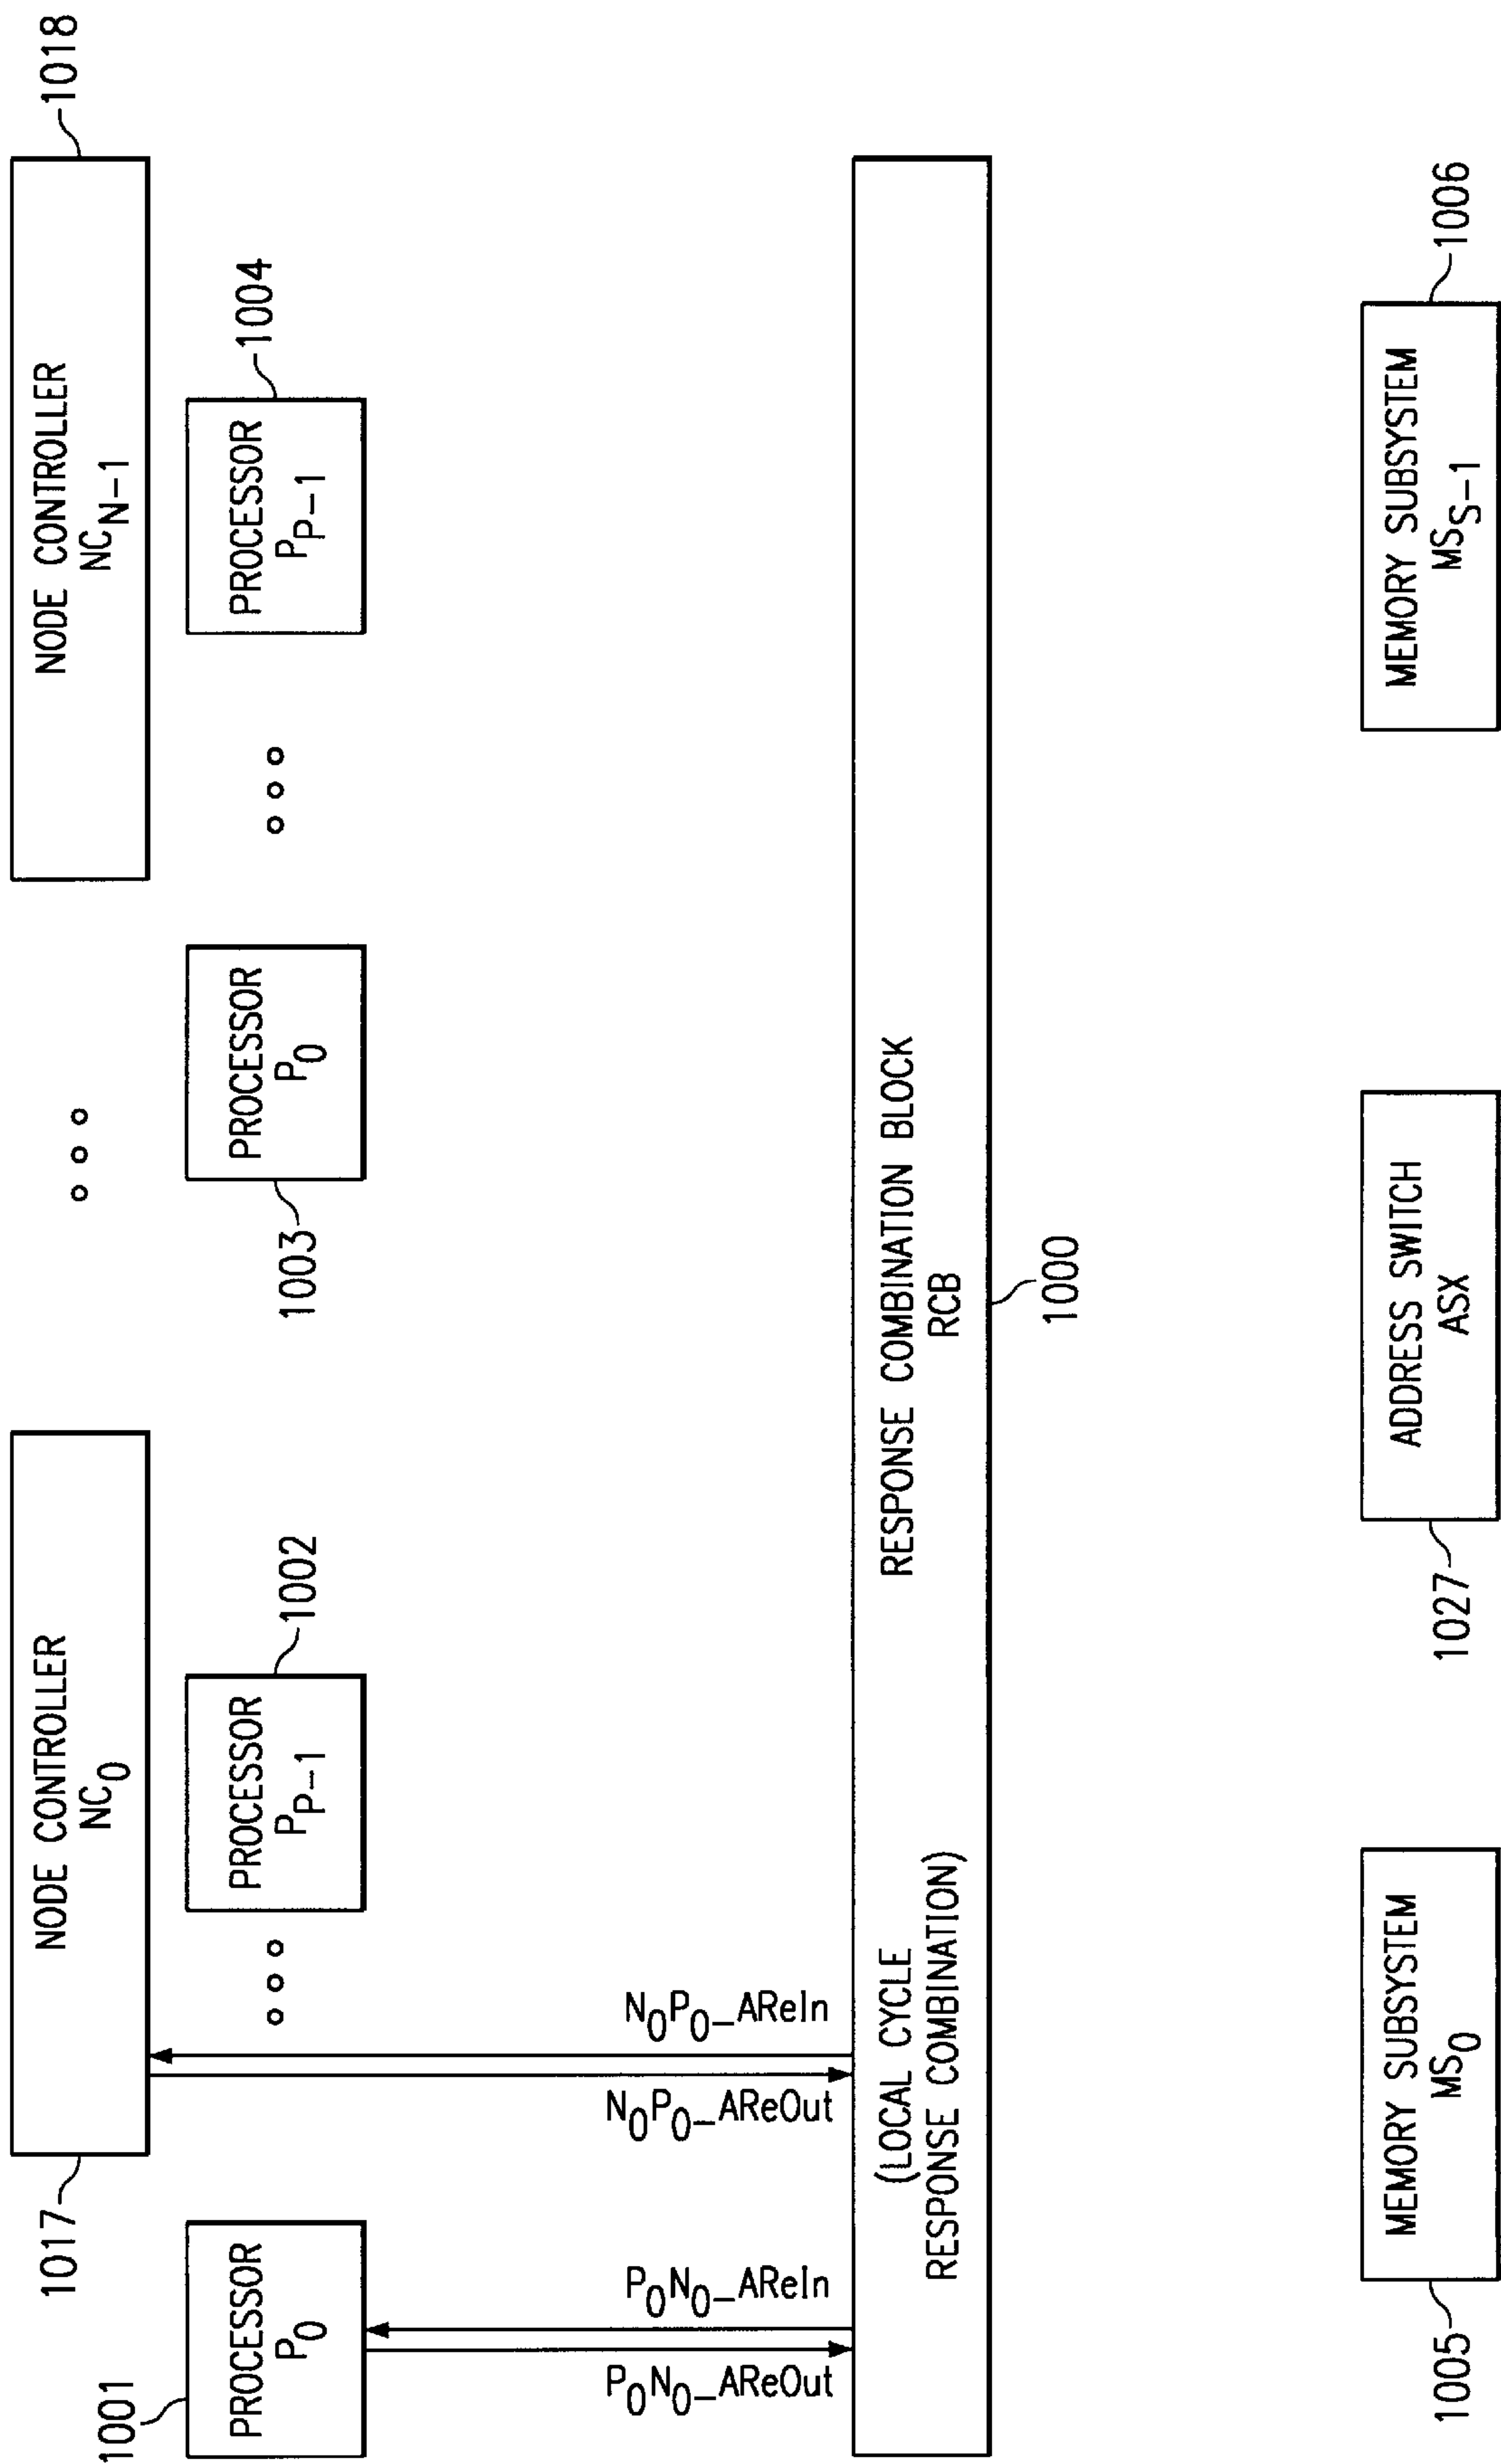 NODE CONTROLLER
NC0
1017
NODE CONTROLLER
NCN-1
1018
1001
PROCESSOR
P0
PROCESSOR
PP-1
1002
PROCESSOR
P0
1003
PROCESSOR
PP-1
1004
P0N0_AReOut
P0N0_AReIn
N0P0_AReOut
N0P0_AReIn
(LOCAL CYCLE
RESPONSE COMBINATION)
RESPONSE COMBINATION BLOCK
RCB
1000
MEMORY SUBSYSTEM
MS0
1005
ADDRESS SWITCH
ASX
1027
MEMORY SUBSYSTEM
MSS-1
1006